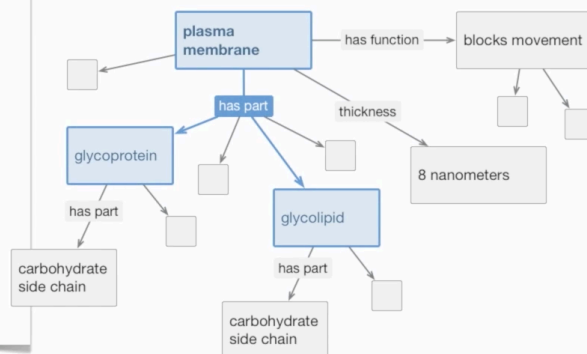 plasma
membrane
has function
blocks movement
has part
thickness
glycoprotein
8 nanometers
has part
glycolipid
carbohydrate
side chain
has part
carbohydrate
side chain